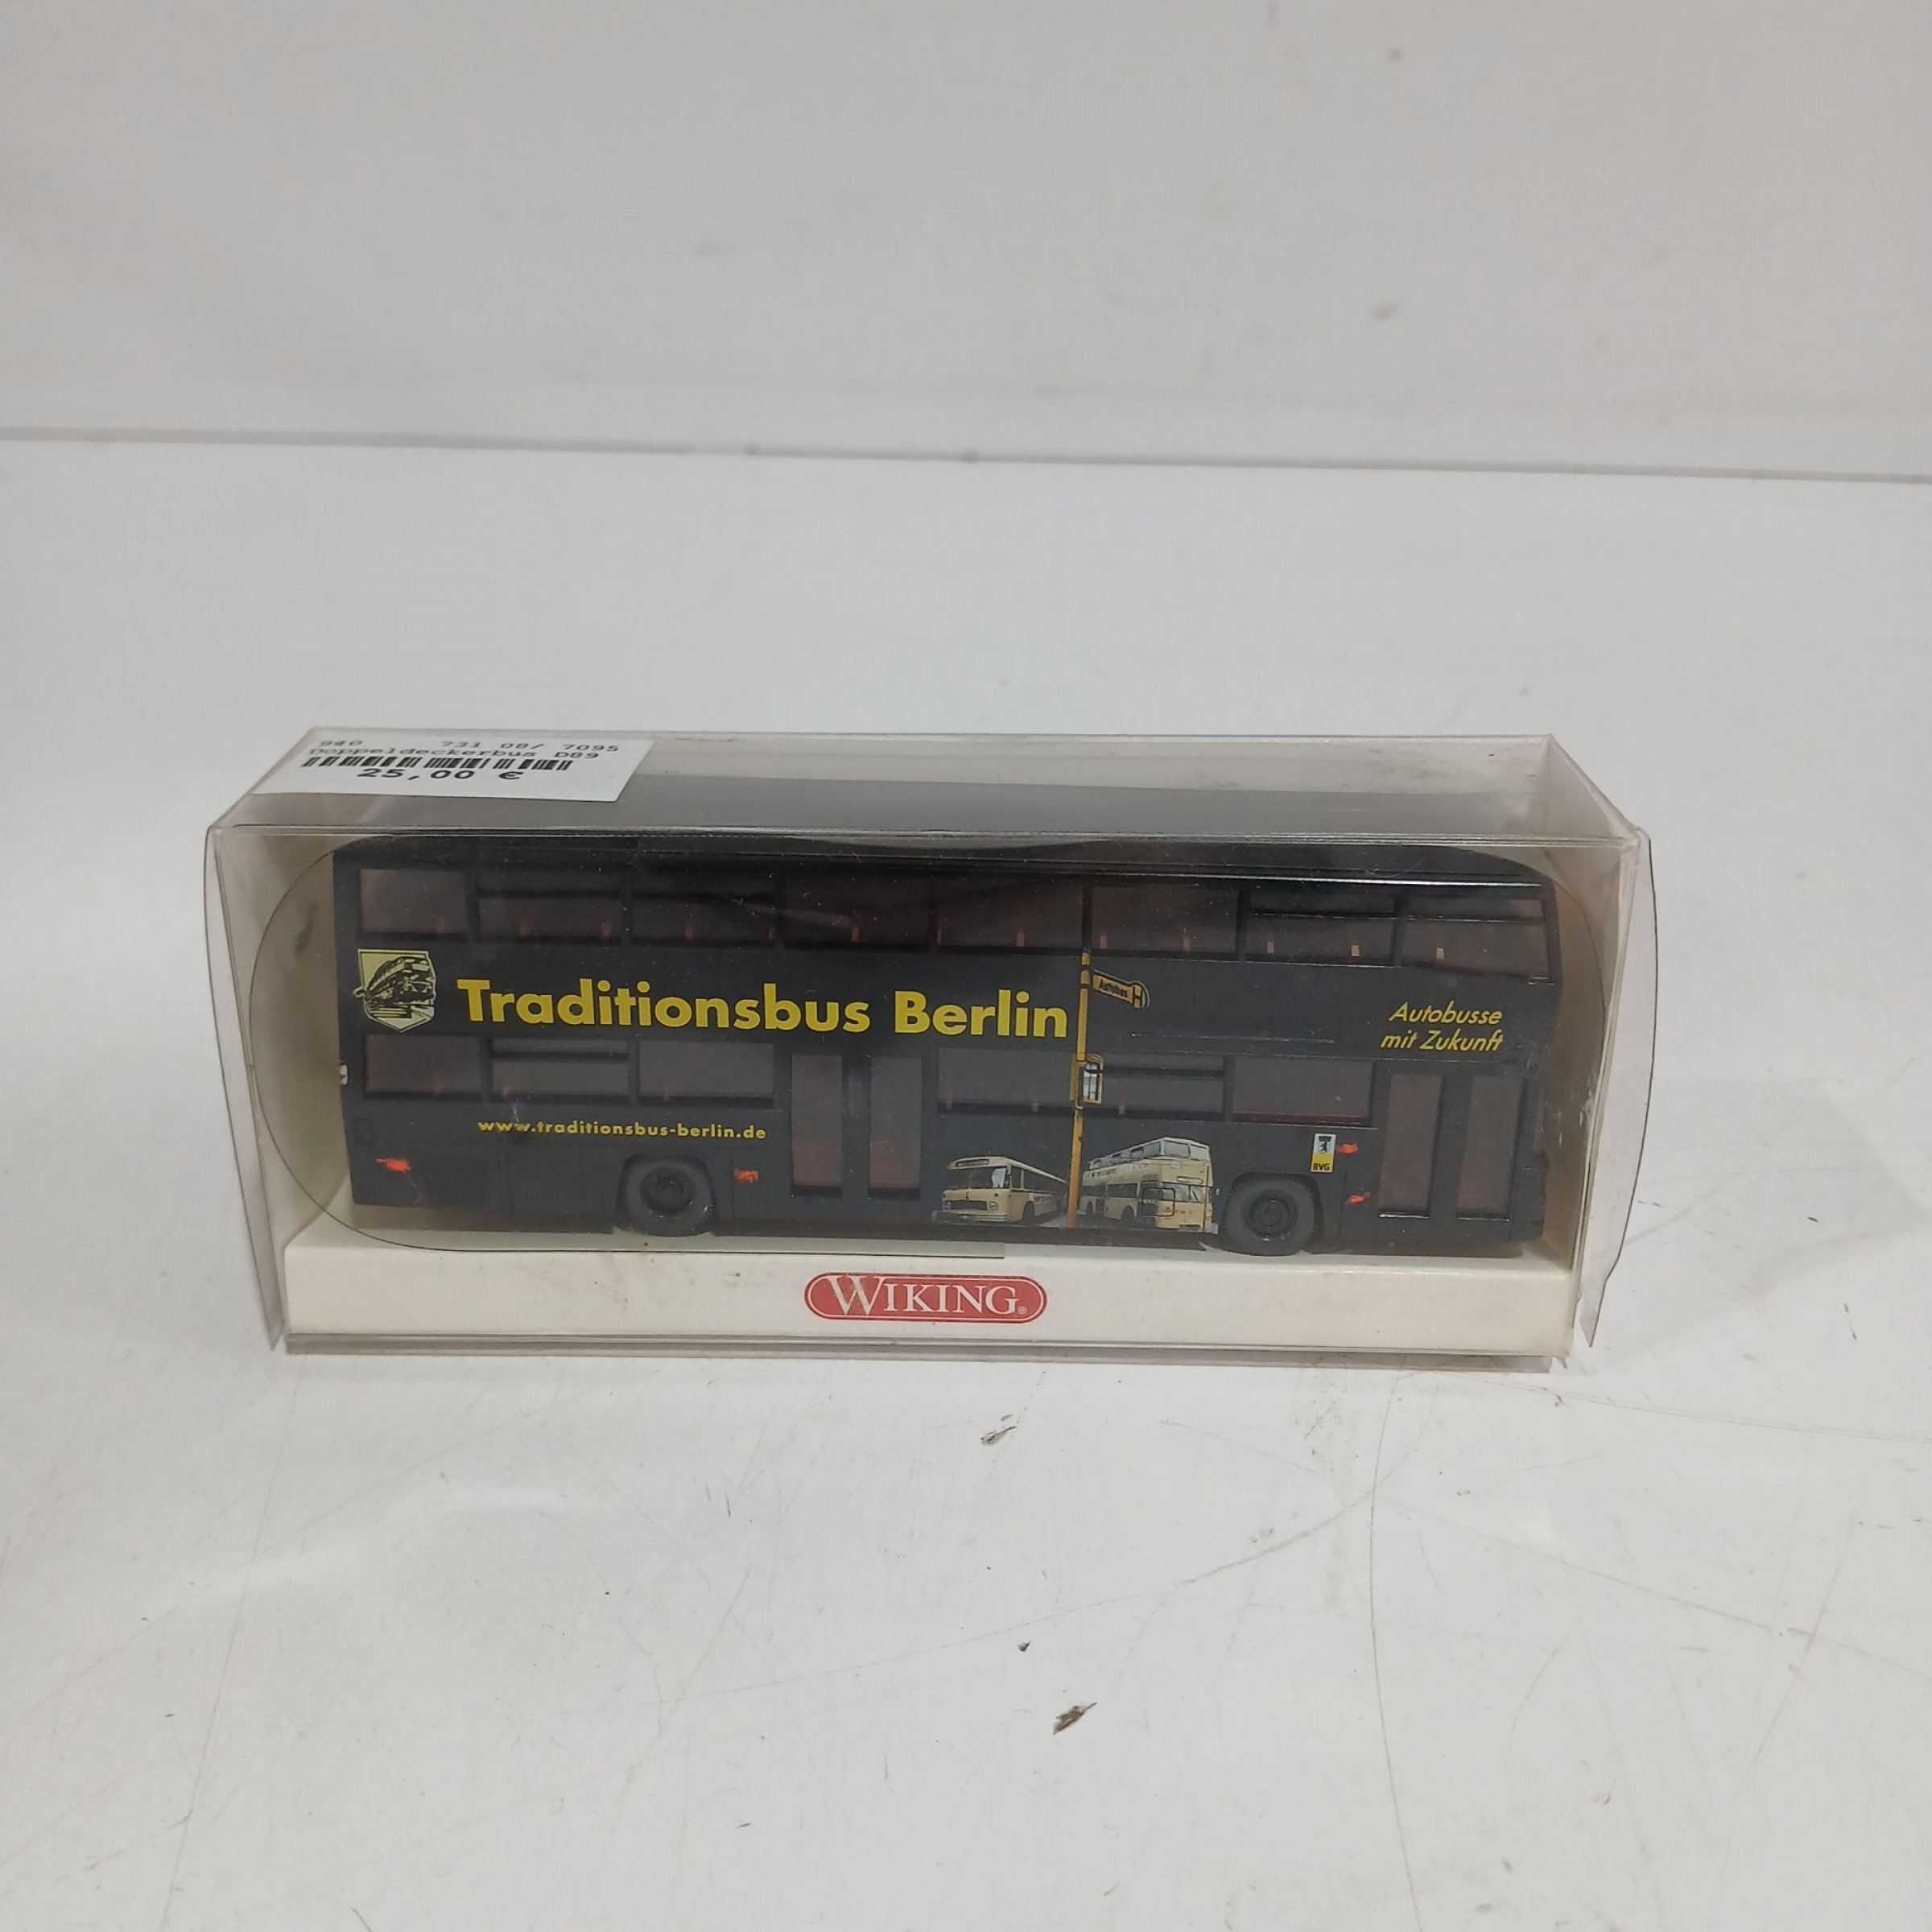 940 731 08/ 7095
Doppeldeckerbus D89
25,00 €
Traditionsbus Berlin
Autobus H
Autobusse
mit Zukunft
www.traditionsbus-berlin.de
BVG
WIKING®